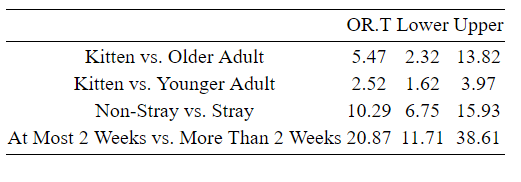 OR.T Lower Upper
Kitten vs. Older Adult 5.47 2.32 13.82
Kitten vs. Younger Adult 2.52 1.62 3.97
Non-Stray vs. Stray 10.29 6.75 15.93
At Most 2 Weeks vs. More Than 2 Weeks 20.87 11.71 38.61